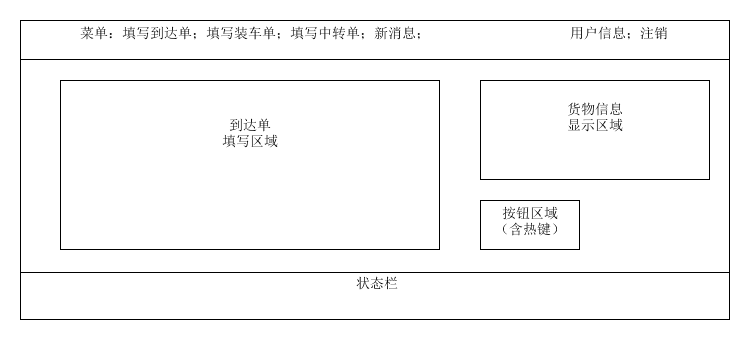 菜单：填写到达单；填写装车单；填写中转单；新消息；
用户信息；注销
到达单
填写区域
货物信息
显示区域
按钮区域
（含热键）
状态栏